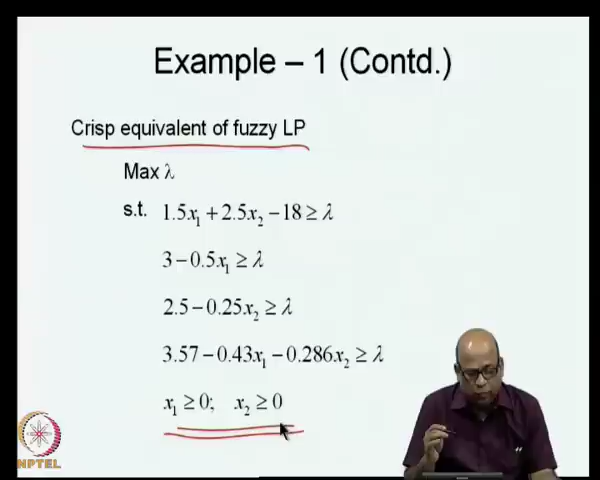 Example – 1 (Contd.)
Crisp equivalent of fuzzy LP
Max λ
s.t. 1.5x₁ + 2.5x₂ − 18 ≥ λ
3 − 0.5x₁ ≥ λ
2.5 − 0.25x₂ ≥ λ
3.57 − 0.43x₁ − 0.286x₂ ≥ λ
x₁ ≥ 0; x₂ ≥ 0
NPTEL